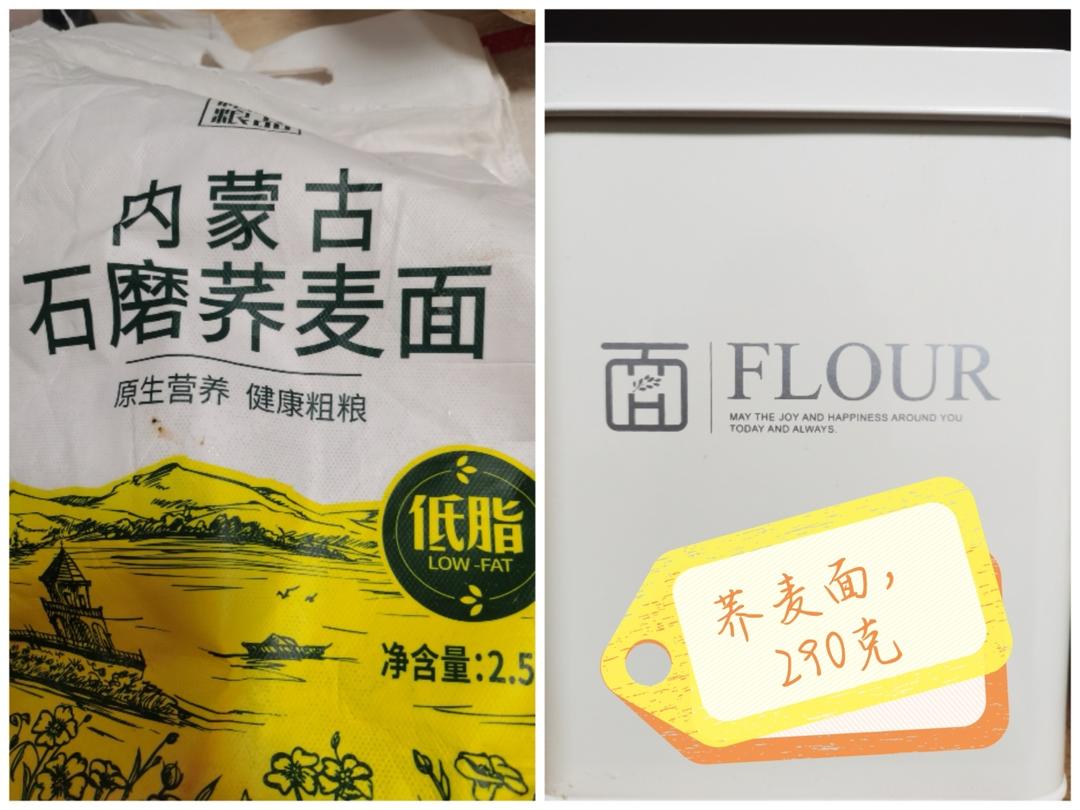 内蒙古
石磨荞麦面
原生营养 健康粗粮
低脂
LOW-FAT
净含量:2.5
面
FLOUR
MAY THE JOY AND HAPPINESS AROUND YOU
TODAY AND ALWAYS.
荞麦面,
290克